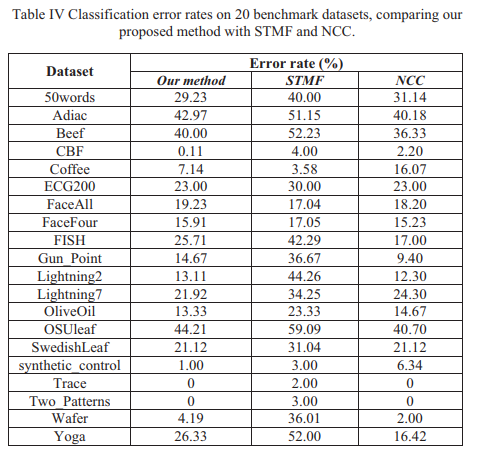 Table IV Classification error rates on 20 benchmark datasets, comparing our
proposed method with STMF and NCC.
Dataset Error rate (%)
Our method STMF NCC
50words 29.23 40.00 31.14
Adiac 42.97 51.15 40.18
Beef 40.00 52.23 36.33
CBF 0.11 4.00 2.20
Coffee 7.14 3.58 16.07
ECG200 23.00 30.00 23.00
FaceAll 19.23 17.04 18.20
FaceFour 15.91 17.05 15.23
FISH 25.71 42.29 17.00
Gun_Point 14.67 36.67 9.40
Lightning2 13.11 44.26 12.30
Lightning7 21.92 34.25 24.30
OliveOil 13.33 23.33 14.67
OSUleaf 44.21 59.09 40.70
SwedishLeaf 21.12 31.04 21.12
synthetic_control 1.00 3.00 6.34
Trace 0 2.00 0
Two_Patterns 0 3.00 0
Wafer 4.19 36.01 2.00
Yoga 26.33 52.00 16.42